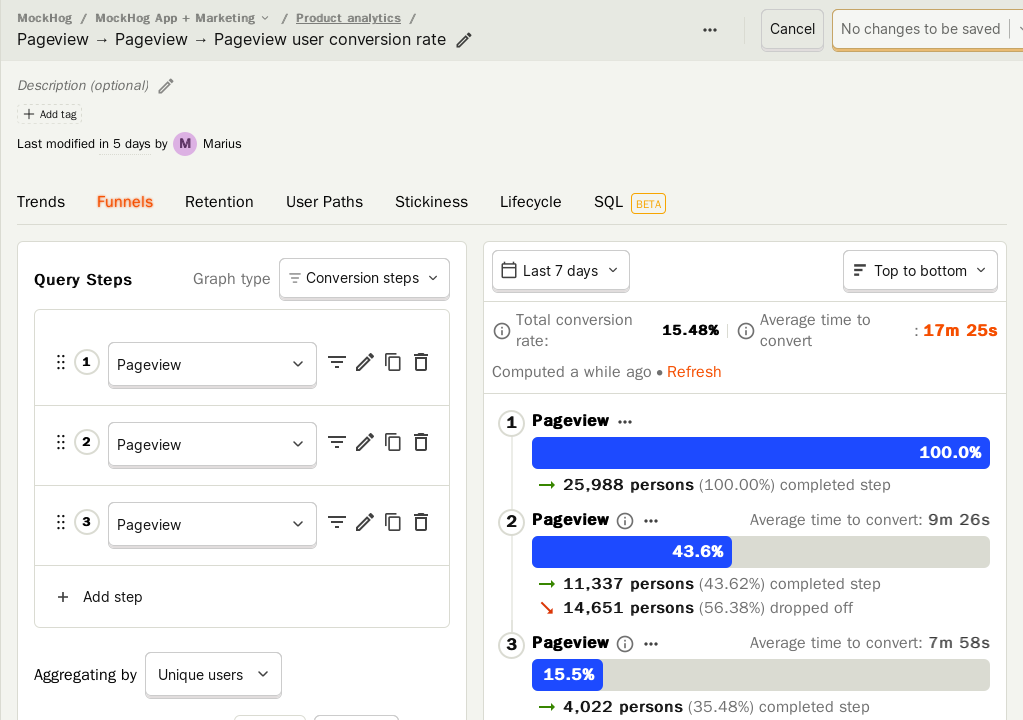 MockHog / MockHog App + Marketing / Product analytics /
Pageview → Pageview → Pageview user conversion rate
Cancel
No changes to be saved
Description (optional)
Add tag
Last modified in 5 days by M Marius
Trends Funnels Retention User Paths Stickiness Lifecycle SQL BETA
Query Steps
Graph type Conversion steps
1 Pageview
2 Pageview
3 Pageview
+ Add step
Aggregating by Unique users
Last 7 days
Top to bottom
Total conversion
rate: 15.48%
Average time to
convert : 17m 25s
Computed a while ago • Refresh
1 Pageview
100.0%
→ 25,988 persons (100.00%) completed step
2 Pageview Average time to convert: 9m 26s
43.6%
→ 11,337 persons (43.62%) completed step
↘ 14,651 persons (56.38%) dropped off
3 Pageview Average time to convert: 7m 58s
15.5%
→ 4,022 persons (35.48%) completed step